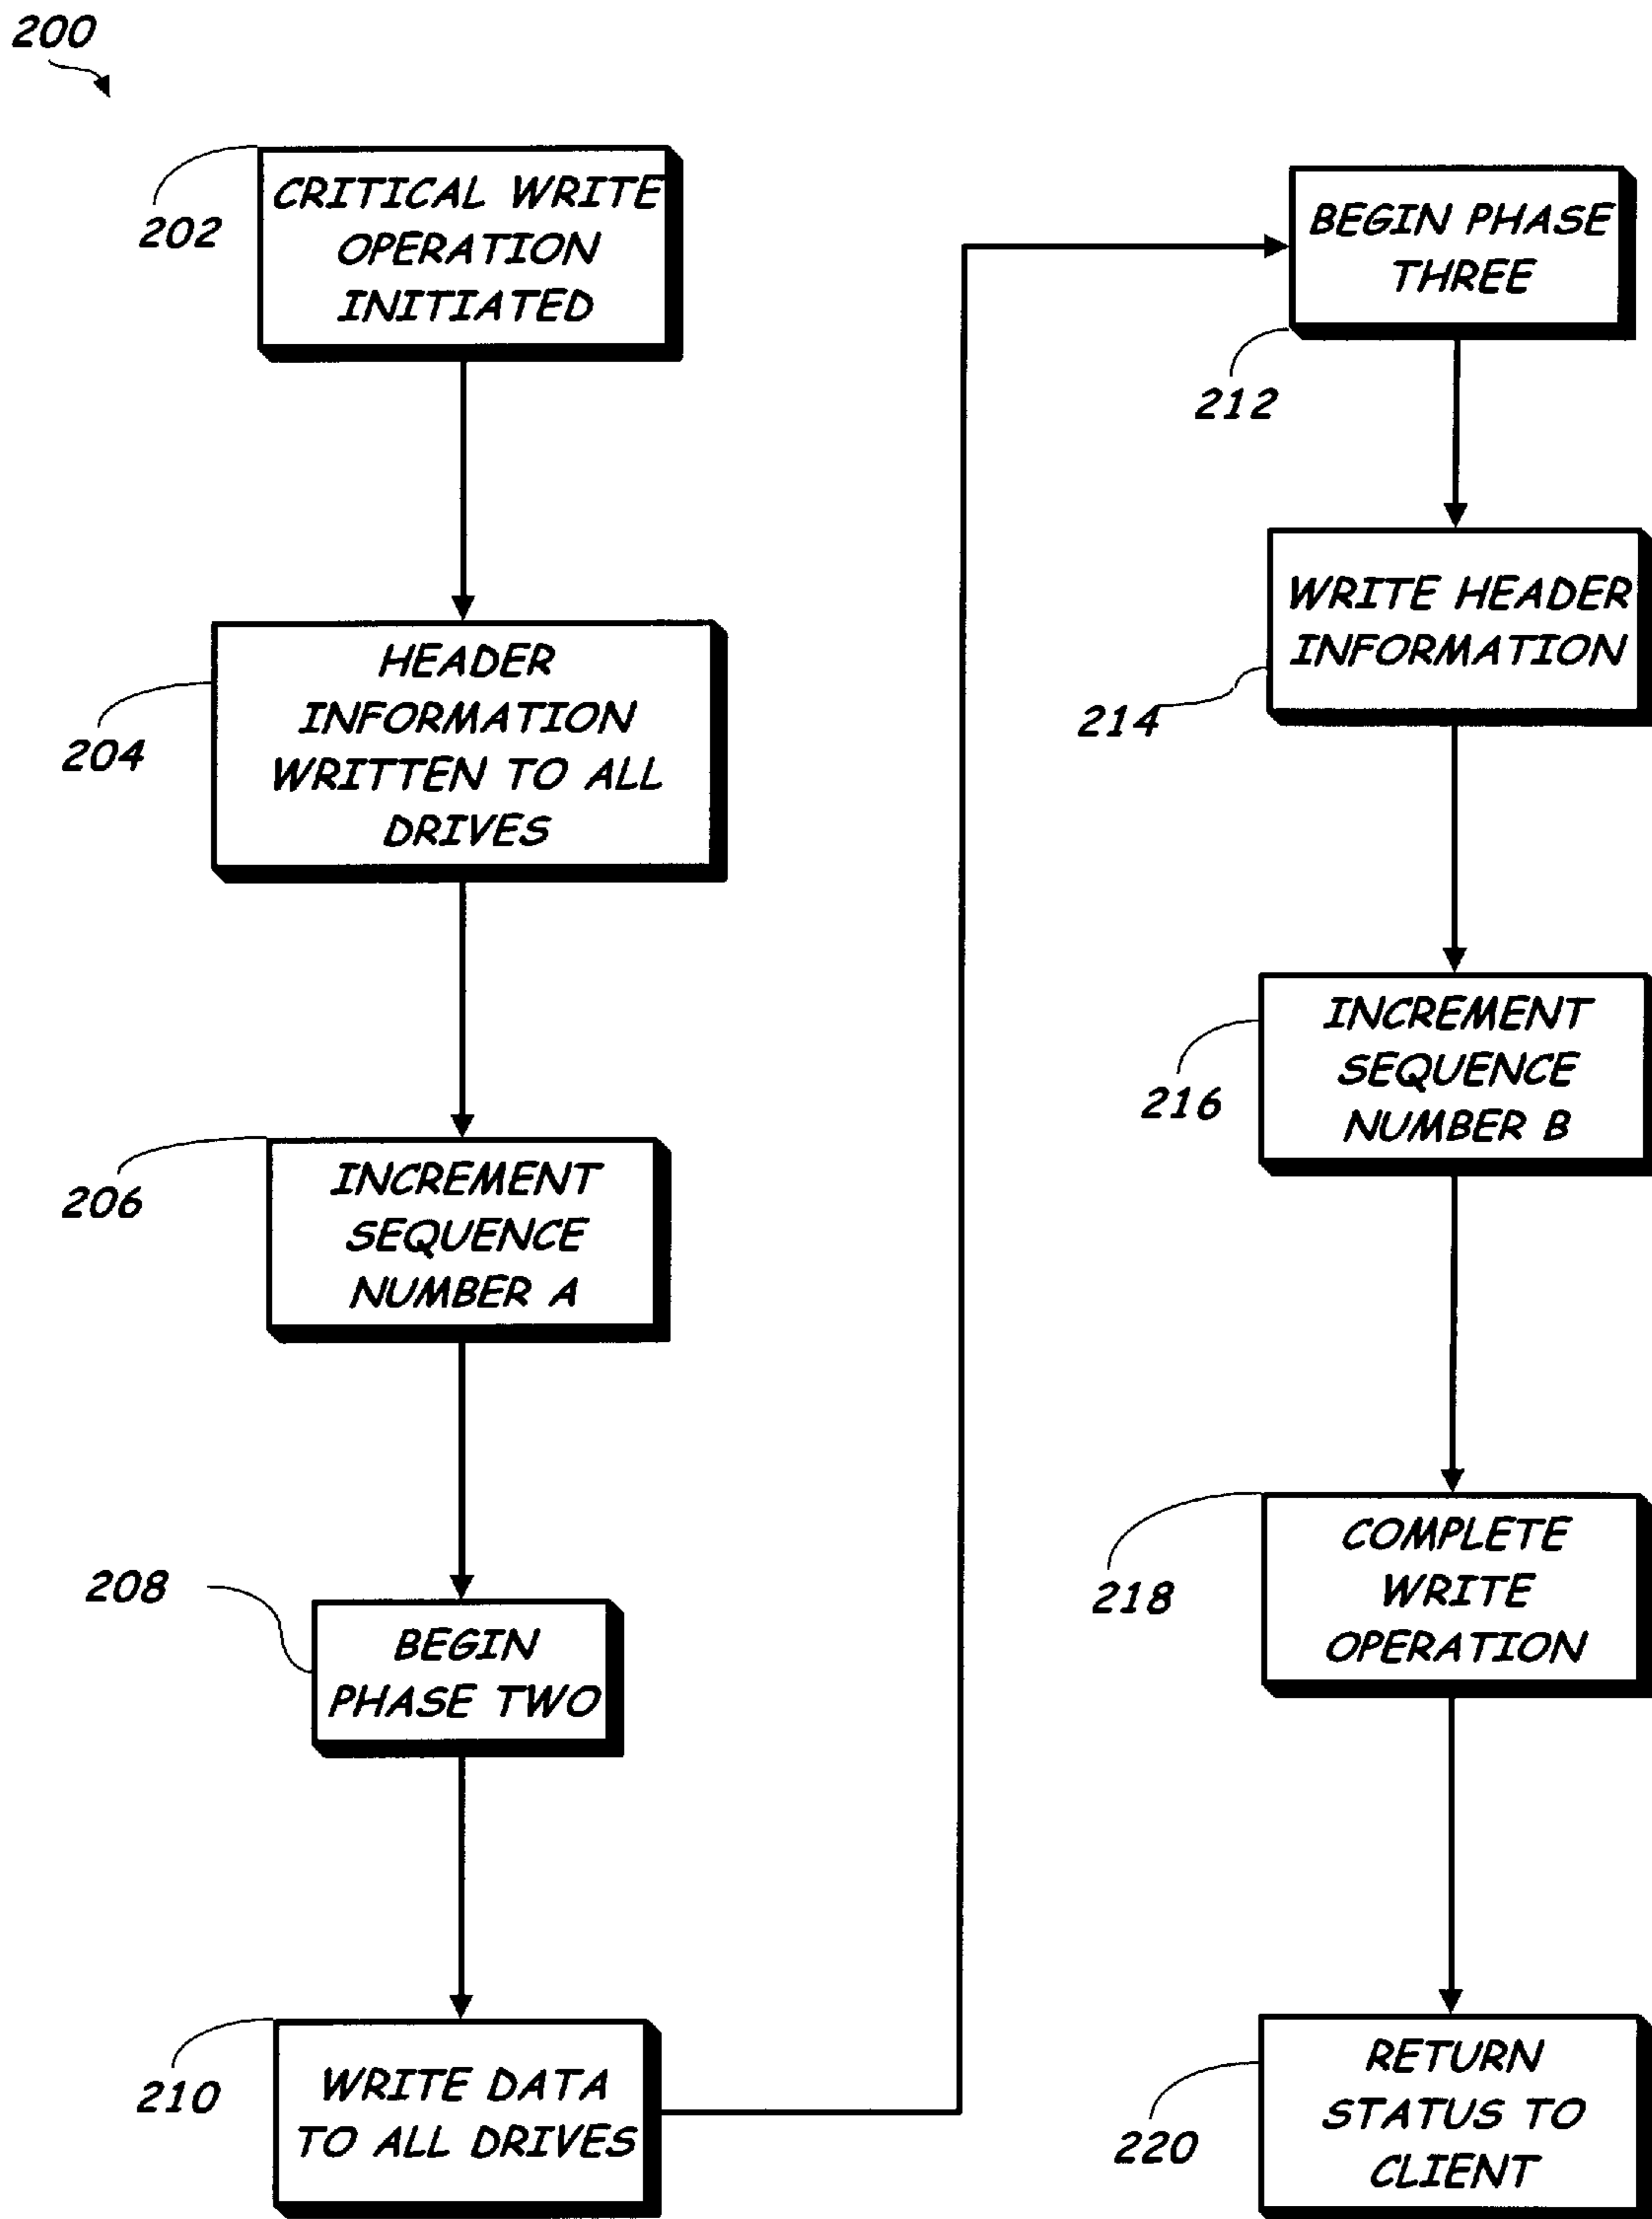 200
202
CRITICAL WRITE
OPERATION
INITIATED
204
HEADER
INFORMATION
WRITTEN TO ALL
DRIVES
206
INCREMENT
SEQUENCE
NUMBER A
208
BEGIN
PHASE TWO
210
WRITE DATA
TO ALL DRIVES
BEGIN PHASE
THREE
212
WRITE HEADER
INFORMATION
214
INCREMENT
SEQUENCE
NUMBER B
216
COMPLETE
WRITE
OPERATION
218
RETURN
STATUS TO
CLIENT
220